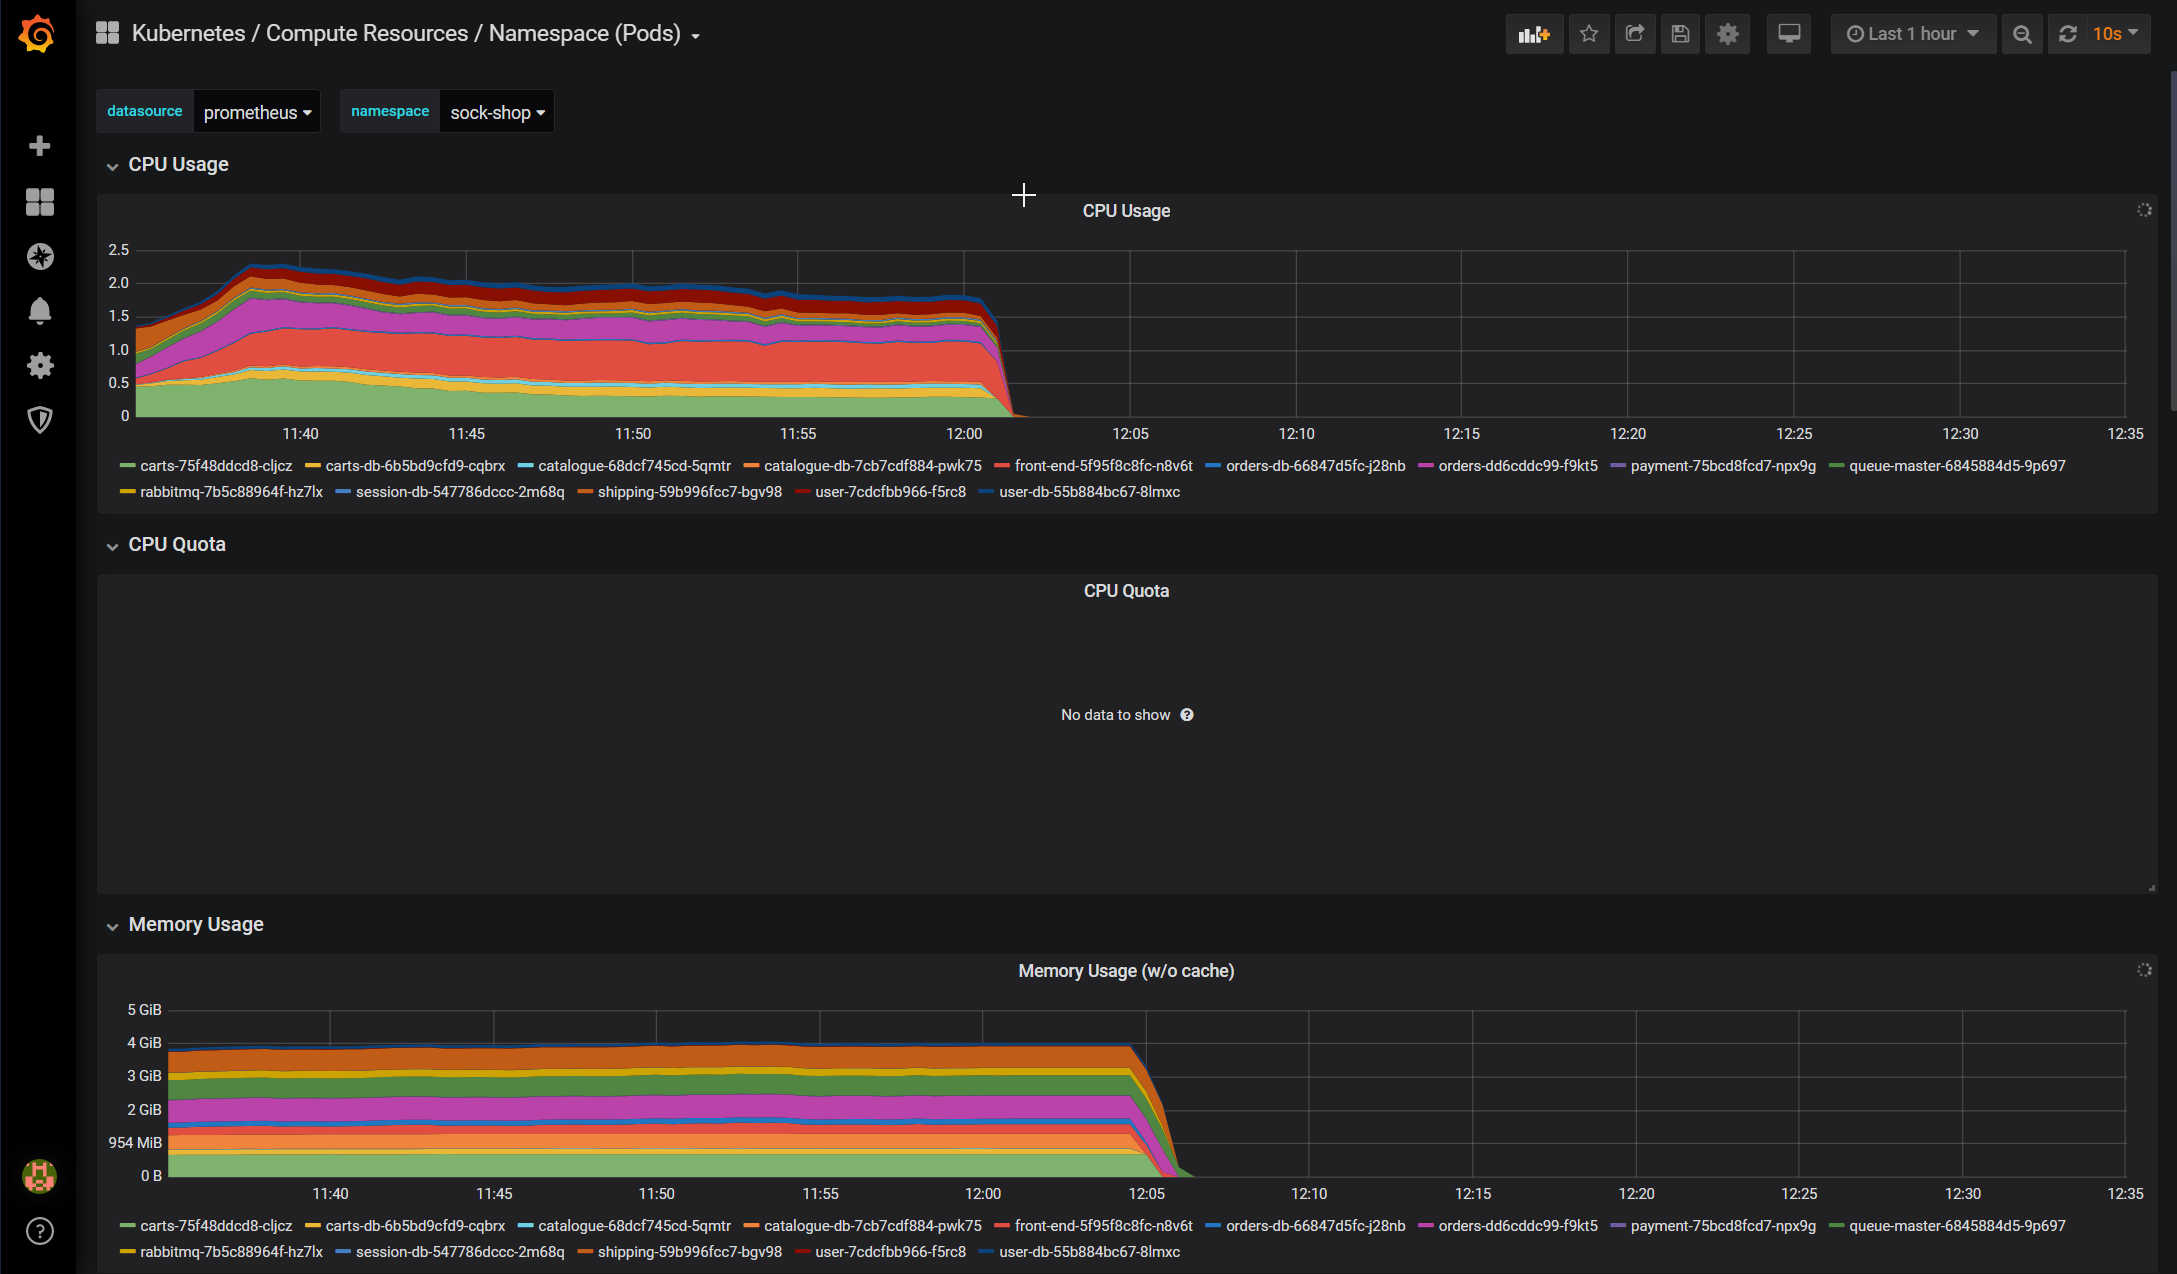 Kubernetes / Compute Resources / Namespace (Pods)
Last 1 hour
10s
datasource prometheus namespace sock-shop
CPU Usage
CPU Usage
2.5
2.0
1.5
1.0
0.5
0
11:40 11:45 11:50 11:55 12:00 12:05 12:10 12:15 12:20 12:25 12:30 12:35
carts-75f48ddcd8-cljcz carts-db-6b5bd9cfd9-cqbrx catalogue-68dcf745cd-5qmtr catalogue-db-7cb7cdf884-pwk75 front-end-5f95f8c8fc-n8v6t orders-db-66847d5fc-j28nb orders-dd6cddc99-f9kt5 payment-75bcd8fcd7-npx9g queue-master-6845884d5-9p697
rabbitmq-7b5c88964f-hz7lx session-db-547786dccc-2m68q shipping-59b996fcc7-bgv98 user-7cdcfbb966-f5rc8 user-db-55b884bc67-8lmxc
CPU Quota
CPU Quota
No data to show
Memory Usage
Memory Usage (w/o cache)
5 GiB
4 GiB
3 GiB
2 GiB
954 MiB
0 B
11:40 11:45 11:50 11:55 12:00 12:05 12:10 12:15 12:20 12:25 12:30 12:35
carts-75f48ddcd8-cljcz carts-db-6b5bd9cfd9-cqbrx catalogue-68dcf745cd-5qmtr catalogue-db-7cb7cdf884-pwk75 front-end-5f95f8c8fc-n8v6t orders-db-66847d5fc-j28nb orders-dd6cddc99-f9kt5 payment-75bcd8fcd7-npx9g queue-master-6845884d5-9p697
rabbitmq-7b5c88964f-hz7lx session-db-547786dccc-2m68q shipping-59b996fcc7-bgv98 user-7cdcfbb966-f5rc8 user-db-55b884bc67-8lmxc